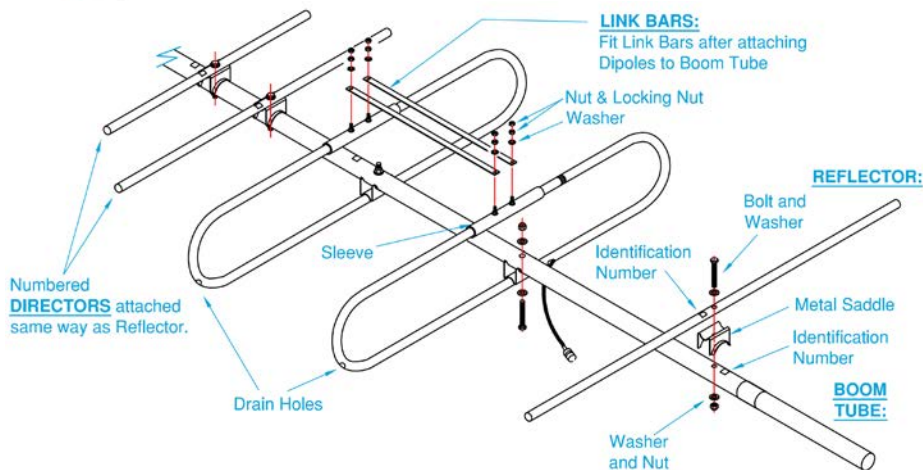 LINK BARS:
Fit Link Bars after attaching
Dipoles to Boom Tube
Nut & Locking Nut
Washer
REFLECTOR:
Bolt and
Washer
Sleeve
Identification
Number
Numbered
DIRECTORS attached
same way as Reflector.
Metal Saddle
Identification
Number
Drain Holes
BOOM
TUBE:
Washer
and Nut